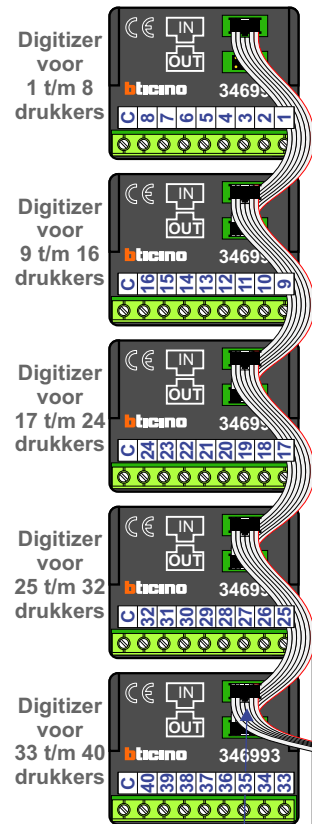 Digitizer
voor
1 t/m 8
drukkers
CE IN
OUT
bticino 34699
C 8 7 6 5 4 3 2 1
Digitizer
voor
9 t/m 16
drukkers
CE IN
OUT
bticino 34699
C 16 15 14 13 12 11 10 9
Digitizer
voor
17 t/m 24
drukkers
CE IN
OUT
bticino 34699
C 24 23 22 21 20 19 18 17
Digitizer
voor
25 t/m 32
drukkers
CE IN
OUT
bticino 34699
C 32 31 30 29 28 27 26 25
Digitizer
voor
33 t/m 40
drukkers
CE IN
OUT
bticino 346993
C 40 39 38 37 36 35 34 33